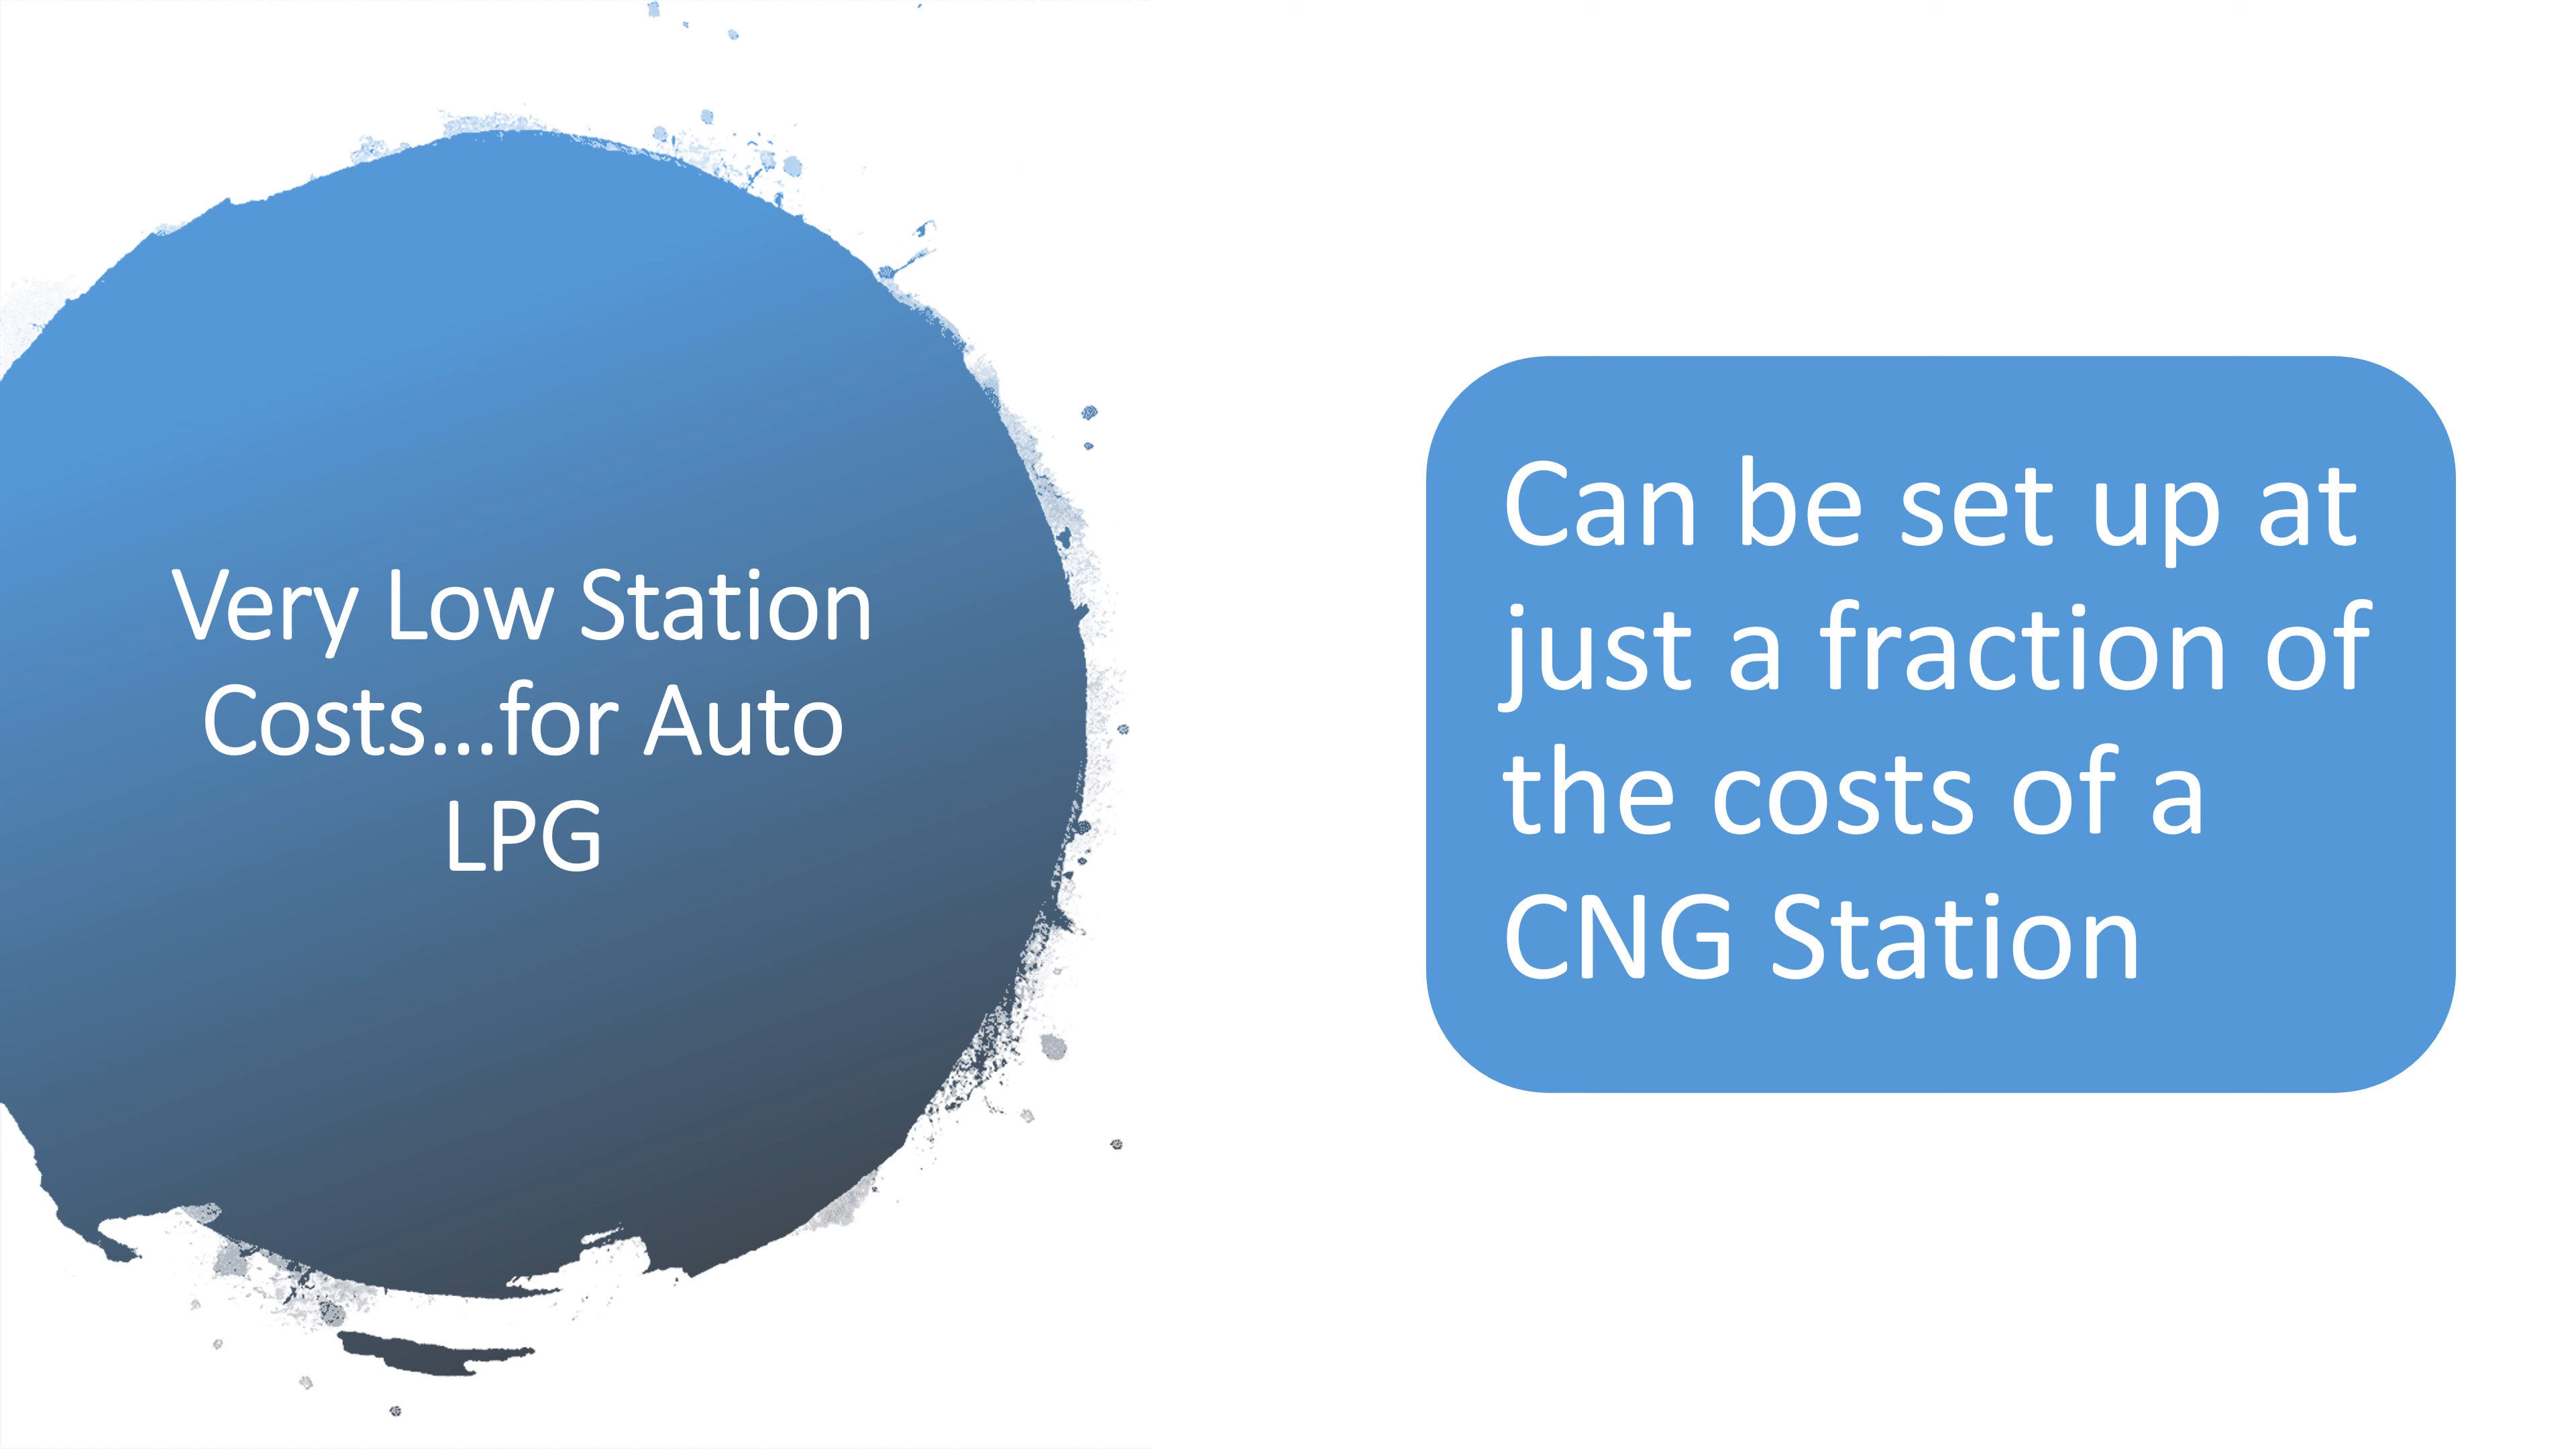 Very Low Station
Costs...for Auto
LPG
Can be set up at
just a fraction of
the costs of a
CNG Station